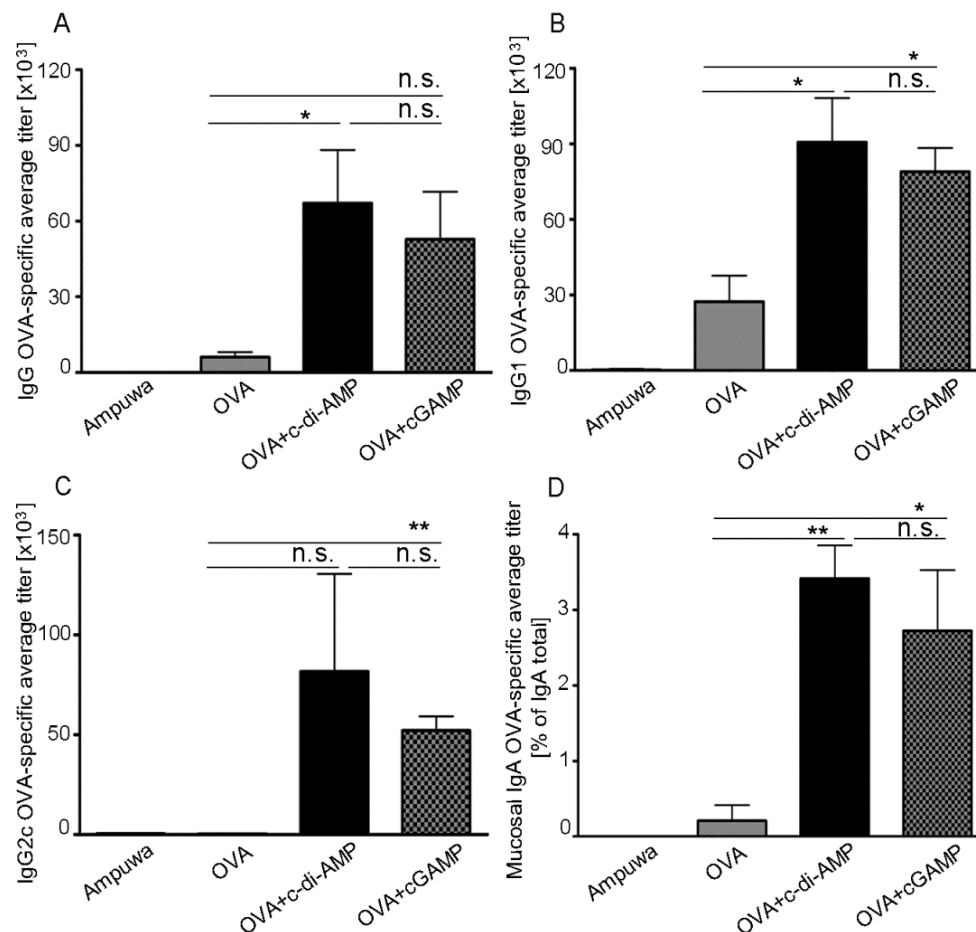 A
IgG OVA-specific average titer [x10³]
120
90
60
30
0
n.s.
*
n.s.
Ampuwa
OVA
OVA+c-di-AMP
OVA+cGAMP
B
IgG1 OVA-specific average titer [x10³]
120
90
60
30
0
*
*
n.s.
Ampuwa
OVA
OVA+c-di-AMP
OVA+cGAMP
C
IgG2c OVA-specific average titer [x10³]
150
100
50
0
**
n.s.
n.s.
Ampuwa
OVA
OVA+c-di-AMP
OVA+cGAMP
D
Mucosal IgA OVA-specific average titer
[% of IgA total]
4
3
2
1
0
*
**
n.s.
Ampuwa
OVA
OVA+c-di-AMP
OVA+cGAMP